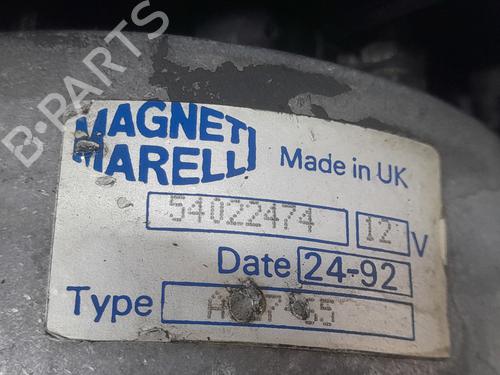 B-PARTS
MAGNETI
MARELLI
Made in UK
54022474
12 V
Date 24-92
Type